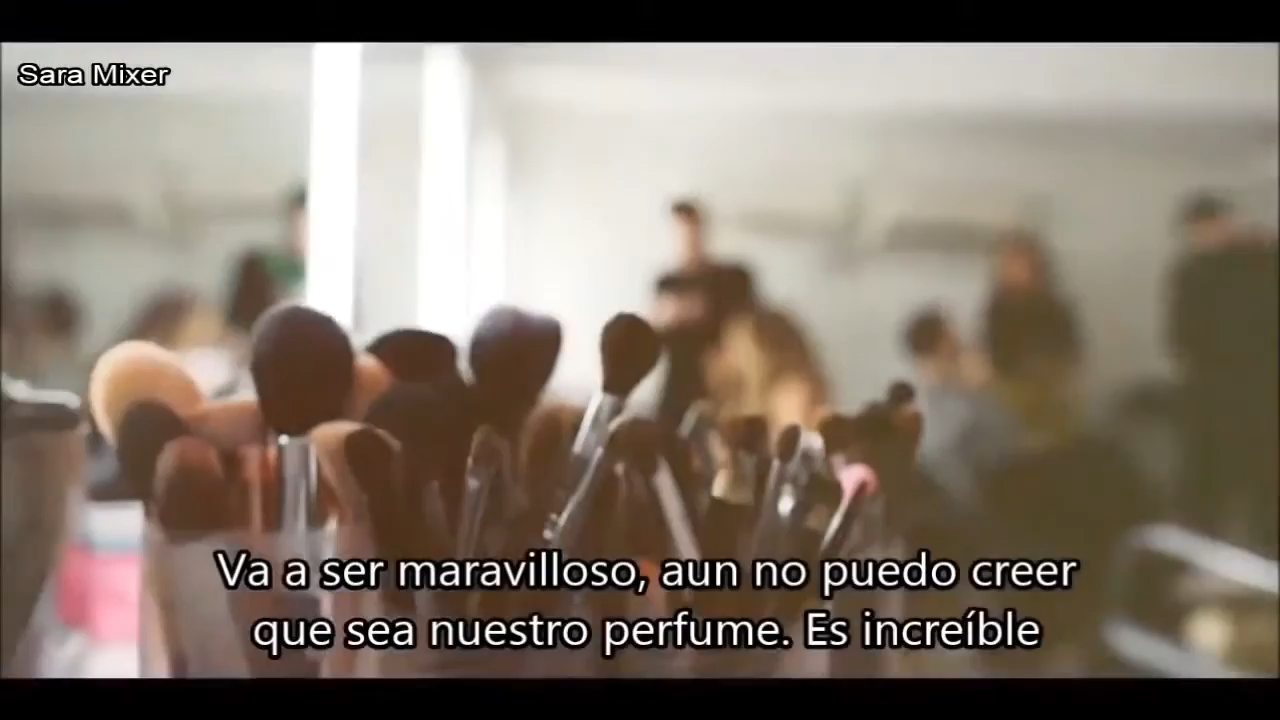 Sara Mixer
Va a ser maravilloso, aun no puedo creer
que sea nuestro perfume. Es increíble